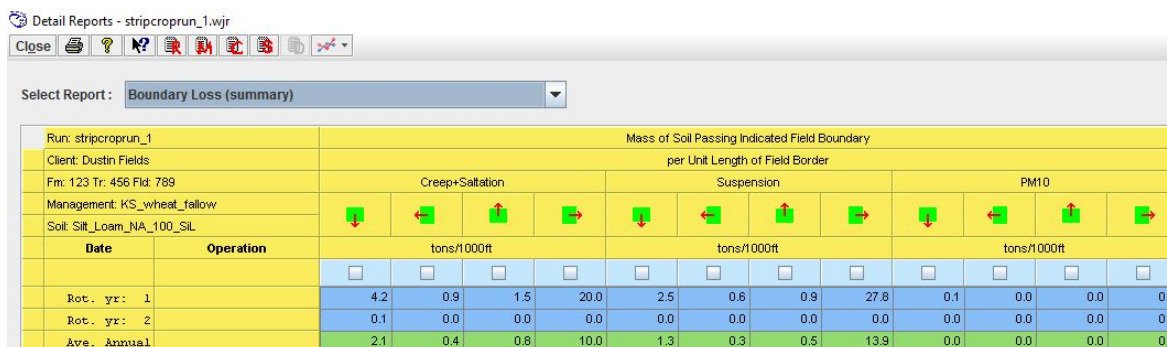 Detail Reports - stripcroprun_1.wjr
Close
Select Report: Boundary Loss (summary)
Run: stripcroprun_1 Mass of Soil Passing Indicated Field Boundary
Client: Dustin Fields per Unit Length of Field Border
Fm: 123 Tr: 456 Fld: 789 Creep+Saltation Suspension PM10
Management: KS_wheat_fallow
Soil: Silt_Loam_NA_100_SiL
Date Operation tons/1000ft tons/1000ft tons/1000ft
Rot. yr: 1 4.2 0.9 1.5 20.0 2.5 0.6 0.9 27.8 0.1 0.0 0.0 0
Rot. yr: 2 0.1 0.0 0.0 0.0 0.0 0.0 0.0 0.0 0.0 0.0 0.0 0
Ave. Annual 2.1 0.4 0.8 10.0 1.3 0.3 0.5 13.9 0.0 0.0 0.0 0